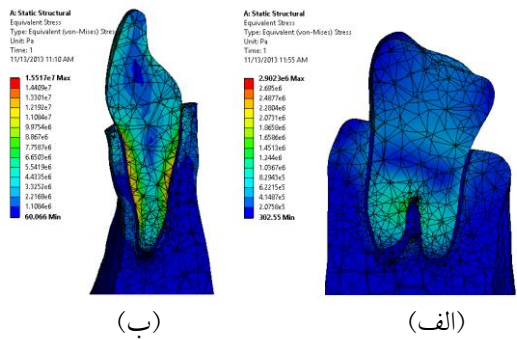 A: Static Structural
Equivalent Stress
Type: Equivalent (von-Mises) Stres
Unit: Pa
Time: 1
11/13/2013 11:10 AM
1.5517e7 Max
1.4409e7
1.3301e7
1.2192e7
1.1084e7
9.9754e6
8.867e6
7.7587e6
6.6503e6
5.5419e6
4.4335e6
3.3252e6
2.2168e6
1.1084e6
60.066 Min
(ب)
A: Static Structural
Equivalent Stress
Type: Equivalent (von-Mises) Stress
Unit: Pa
Time: 1
11/13/2013 11:55 AM
2.9023e6 Max
2.695e6
2.4877e6
2.2804e6
2.0731e6
1.8658e6
1.6586e6
1.4513e6
1.244e6
1.0367e6
8.2943e5
6.2215e5
4.1487e5
2.0758e5
302.55 Min
(الف)